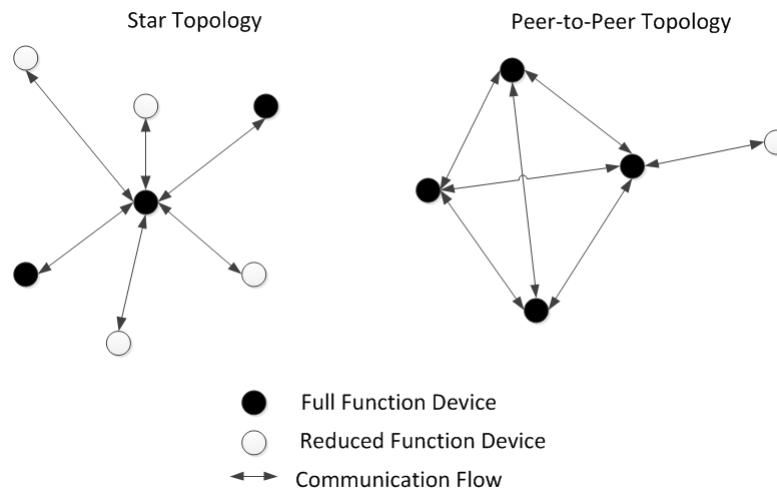 Star Topology
Peer-to-Peer Topology
Full Function Device
Reduced Function Device
Communication Flow